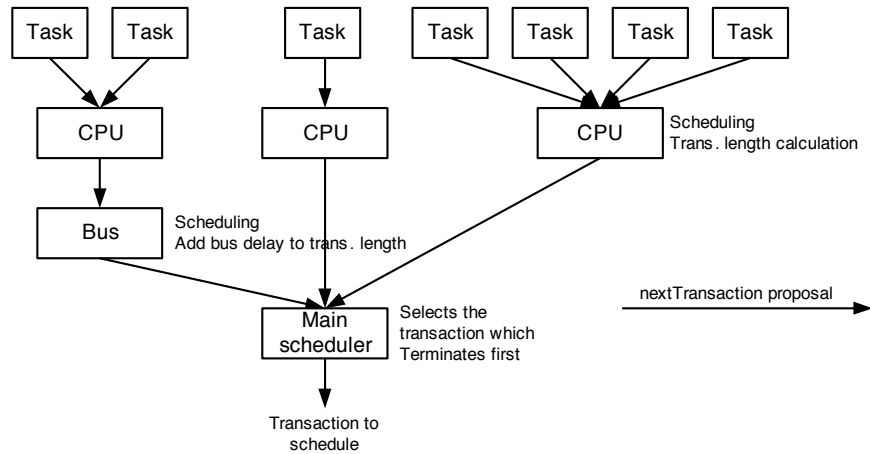 Task Task Task Task Task Task Task
CPU CPU CPU
Scheduling
Trans. length calculation
Bus
Scheduling
Add bus delay to trans. length
nextTransaction proposal
Main
scheduler
Selects the
transaction which
Terminates first
Transaction to
schedule